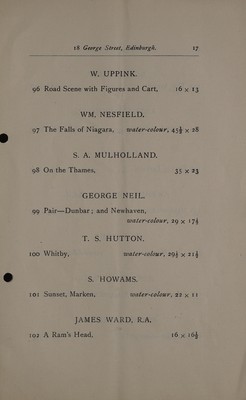 18 George Street, Edinburgh. 17
W. UPPINK.
96 Road Scene with Figures and Cart, 16 x 13
WM. NESFIELD,
97 The Falls of Niagara, water-colour, 45½ x 28
S. A. MULHOLLAND.
98 On the Thames, 35 x 23
GEORGE NEIL.
99 Pair—Dunbar; and Newhaven,
water-colour, 29 x 17½
T. S. HUTTON.
100 Whitby, water-colour, 29½ x 21½
S. HOWAMS.
101 Sunset, Marken, water-colour, 22 x 11
JAMES WARD, R.A.
102 A Ram's Head, 16 x 16½